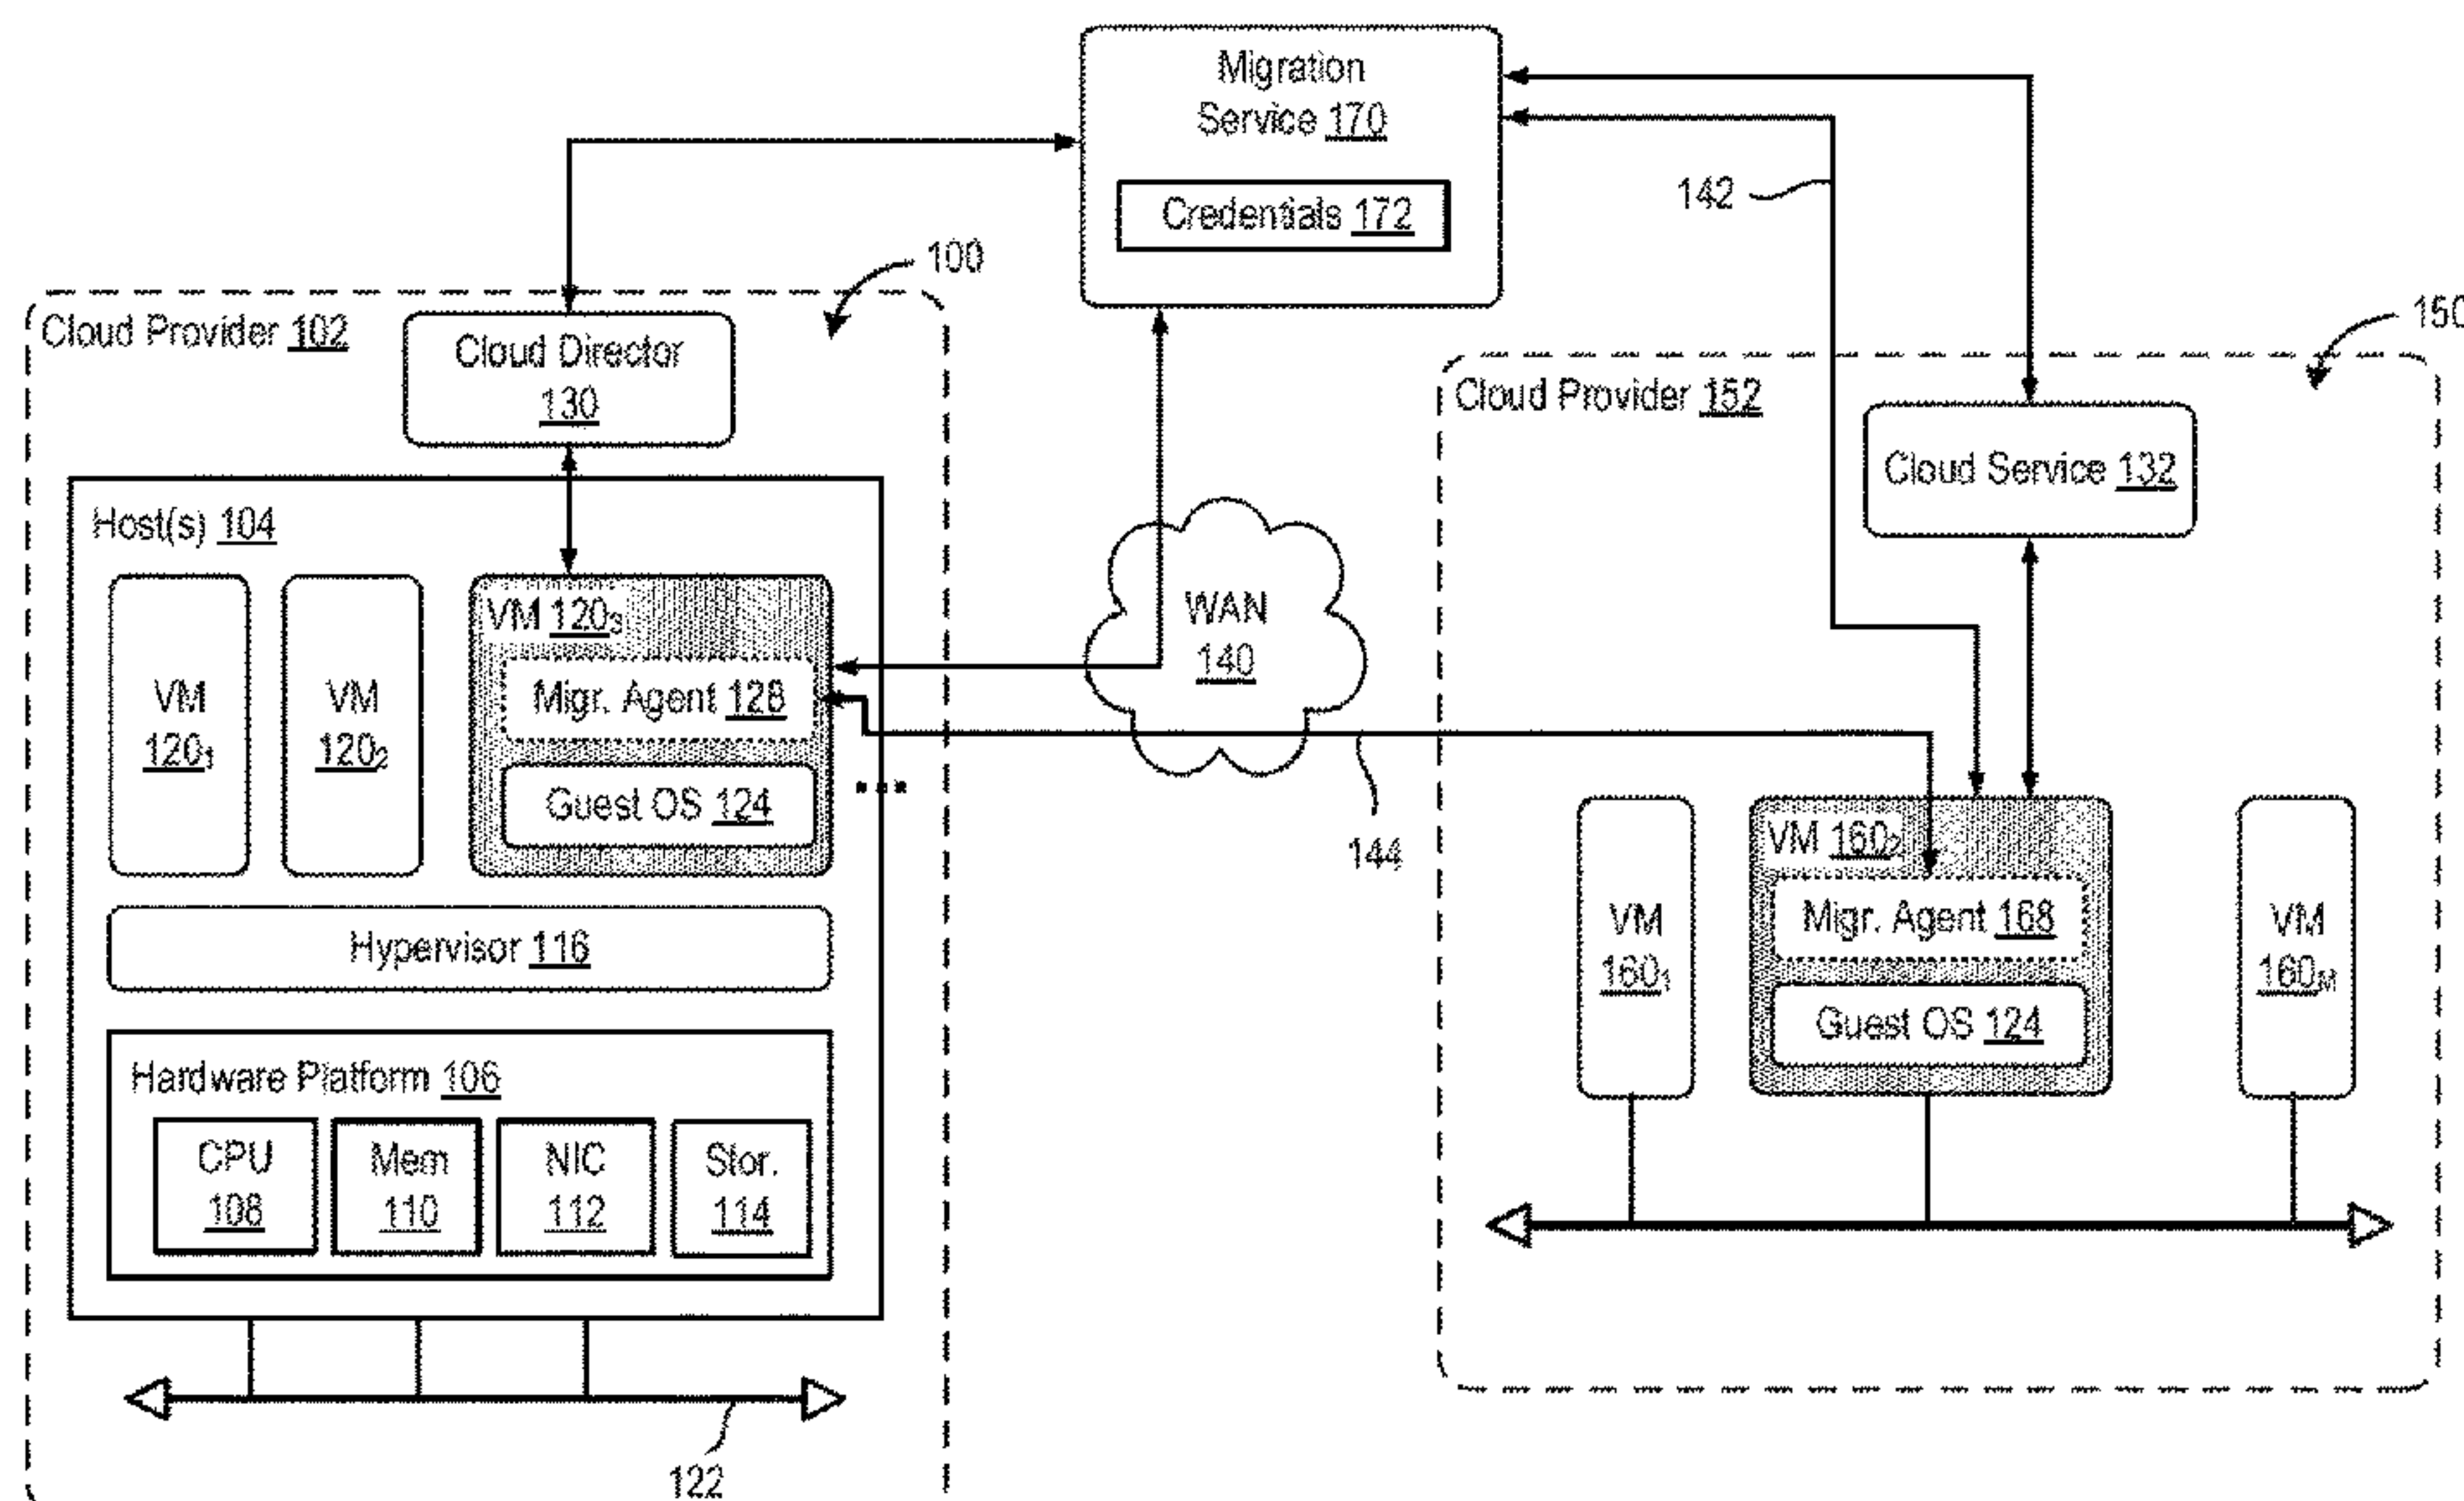 Migration
Service 170
Credentials 172
142
100
150
Cloud Provider 102
Cloud Director
130
Cloud Provider 152
Cloud Service 132
Host(s) 104
VM
120₁
VM
120₂
VM 120₃
Migr. Agent 128
Guest OS 124
WAN
140
144
Hypervisor 116
Hardware Platform 106
CPU
108
Mem
110
NIC
112
Stor.
114
122
VM
160₁
VM 160₂
Migr. Agent 168
Guest OS 124
VM
160M